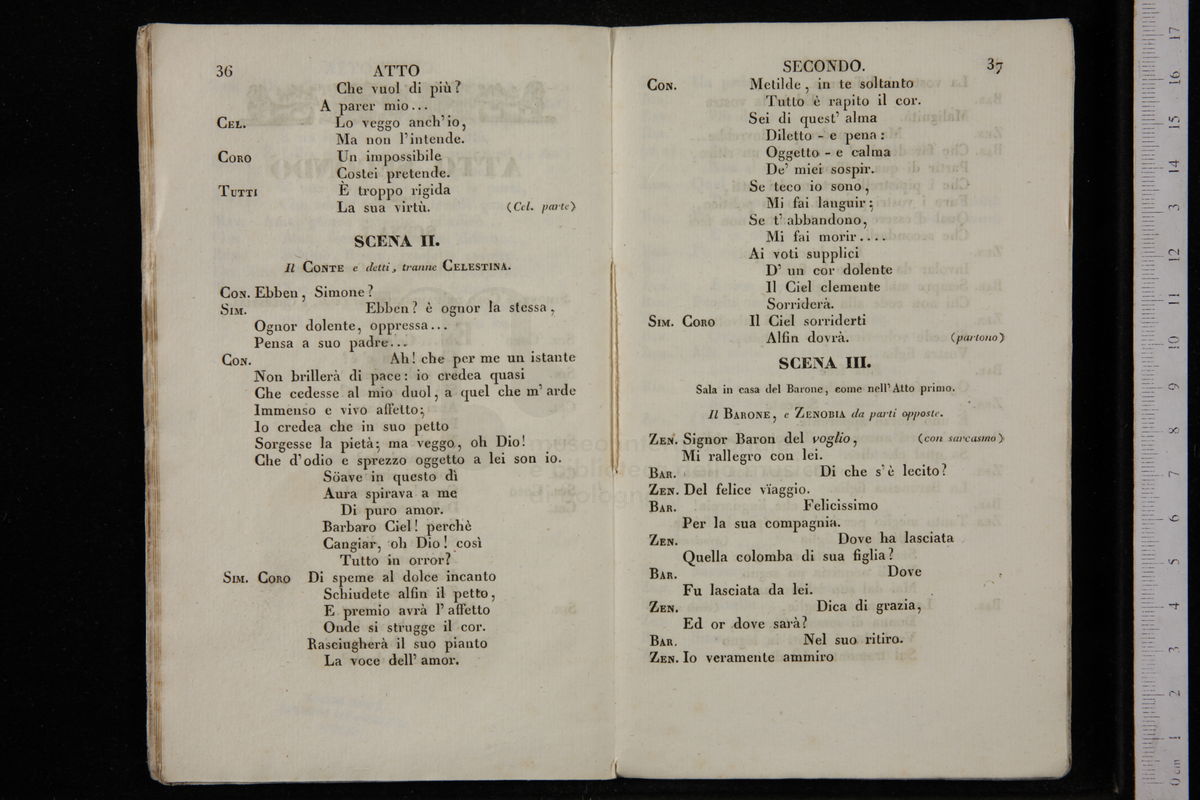 36
ATTO
Che vuol di più?
A parer mio...
CEL. Lo veggo anch'io,
Ma non l'intende.
CORO Un impossibile
Costei pretende.
TUTTI È troppo rigida
La sua virtù. (Cel. parte)
SCENA II.
Il CONTE e detti, tranne CELESTINA.
CON. Ebben, Simone?
SIM. Ebben? è ognor la stessa,
Ognor dolente, oppressa...
Pensa a suo padre...
CON. Ah! che per me un istante
Non brillerà di pace: io credea quasi
Che cedesse al mio duol, a quel che m'arde
Immenso e vivo affetto;
Io credea che in suo petto
Sorgesse la pietà; ma veggo, oh Dio!
Che d'odio e sprezzo oggetto a lei son io.
Söave in questo dì
Aura spirava a me
Di puro amor.
Barbaro Ciel! perchè
Cangiar, oh Dio! così
Tutto in orror?
SIM. CORO Di speme al dolce incanto
Schiudete alfin il petto,
E premio avrà l'affetto
Onde si strugge il cor.
Rasciugherà il suo pianto
La voce dell'amor.
SECONDO. 37
CON. Metilde, in te soltanto
Tutto è rapito il cor.
Sei di quest' alma
Diletto - e pena:
Oggetto - e calma
De' miei sospir.
Se teco io sono,
Mi fai languir;
Se t'abbandono,
Mi fai morir....
Ai voti supplici
D' un cor dolente
Il Ciel clemente
Sorriderà.
SIM. CORO Il Ciel sorriderti
Alfin dovrà. (partono)
SCENA III.
Sala in casa del Barone, come nell'Atto primo.
Il BARONE, e ZENOBIA da parti opposte.
ZEN. Signor Baron del voglio, (con sarcasmo)
Mi rallegro con lei.
BAR. Di che s'è lecito?
ZEN. Del felice vïaggio.
BAR. Felicissimo
Per la sua compagnia.
ZEN. Dove ha lasciata
Quella colomba di sua figlia?
BAR. Dove
Fu lasciata da lei.
ZEN. Dica di grazia,
Ed or dove sarà?
BAR. Nel suo ritiro.
ZEN. Io veramente ammiro